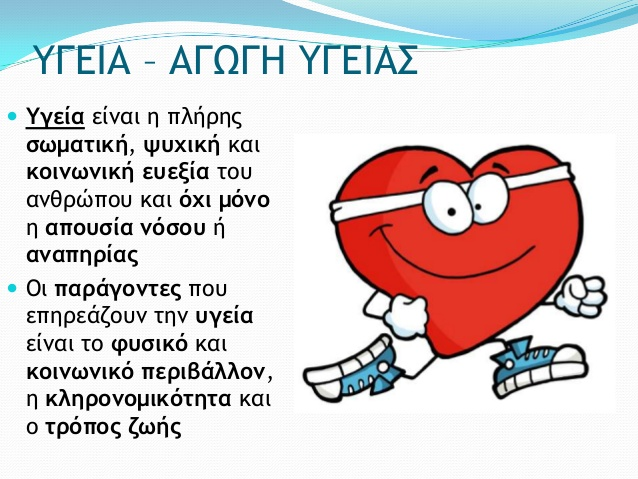 ΥΓΕΙΑ – ΑΓΩΓΗ ΥΓΕΙΑΣ
• Υγεία είναι η πλήρης
σωματική, ψυχική και
κοινωνική ευεξία του
ανθρώπου και όχι μόνο
η απουσία νόσου ή
αναπηρίας
• Οι παράγοντες που
επηρεάζουν την υγεία
είναι το φυσικό και
κοινωνικό περιβάλλον,
η κληρονομικότητα και
ο τρόπος ζωής